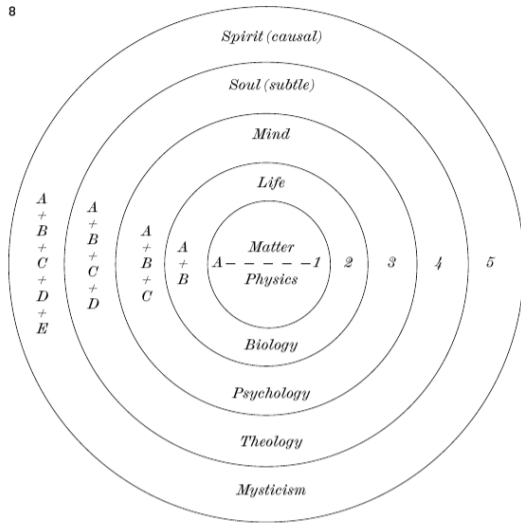 8
Spirit (causal)
Soul (subtle)
Mind
Life
A
+
B
+
C
+
D
+
E
A
+
B
+
C
+
D
A
+
B
+
C
A
+
B
Matter
A- - - - - -1 2 3 4 5
Physics
Biology
Psychology
Theology
Mysticism